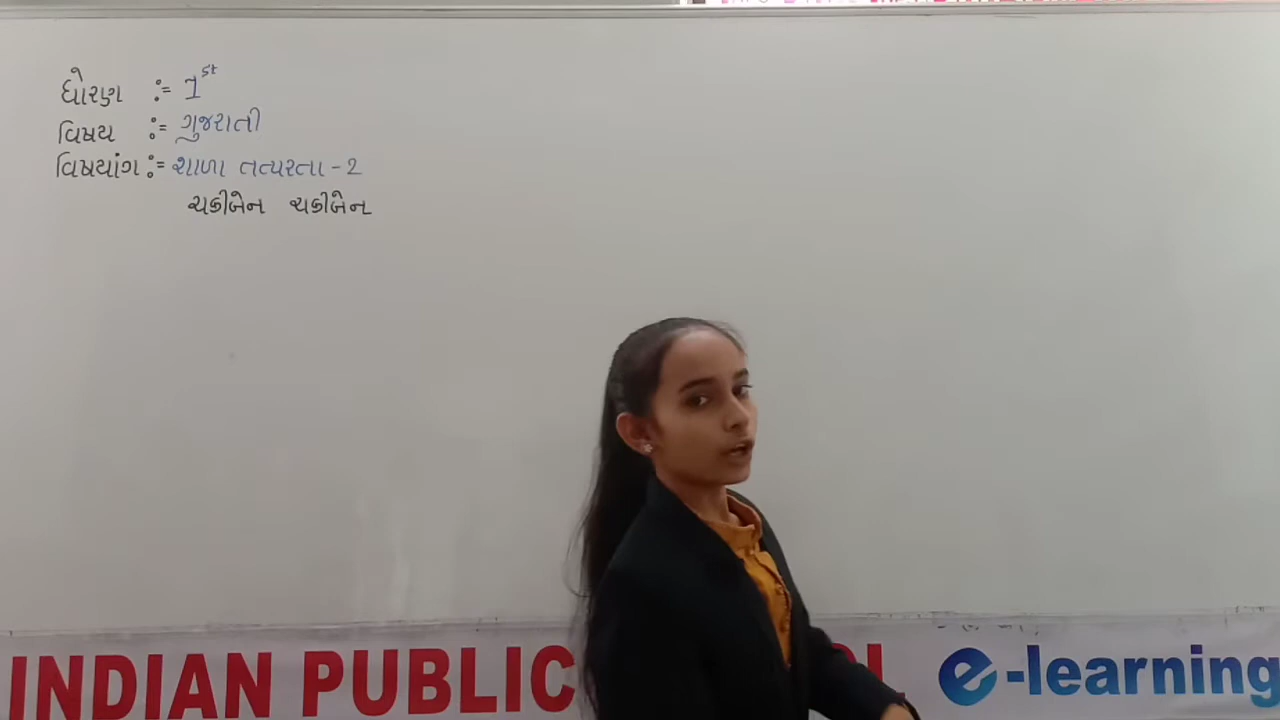 ધોરણ := 1st
વિષય := ગુજરાતી
વિષયાંગ := શાળા તત્પરતા - 2
ચકીબેન ચકીબેન
INDIAN PUBLIC
e-learning